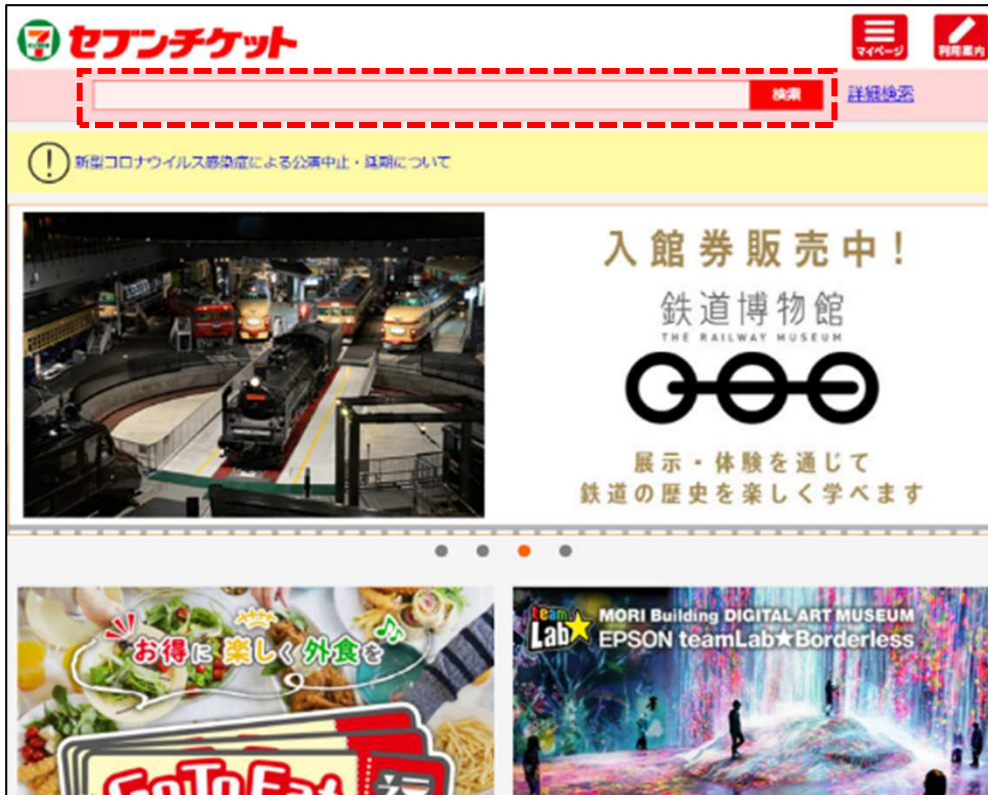 セブンチケット
マイページ
利用案内
検索
詳細検索
新型コロナウイルス感染症による公演中止・延期について
入館券販売中!
鉄道博物館
THE RAILWAY MUSEUM
展示・体験を通じて
鉄道の歴史を楽しく学べます
お得に楽しく外食を
GoTo Eat
teamLab★
MORI Building DIGITAL ART MUSEUM
EPSON teamLab★Borderless